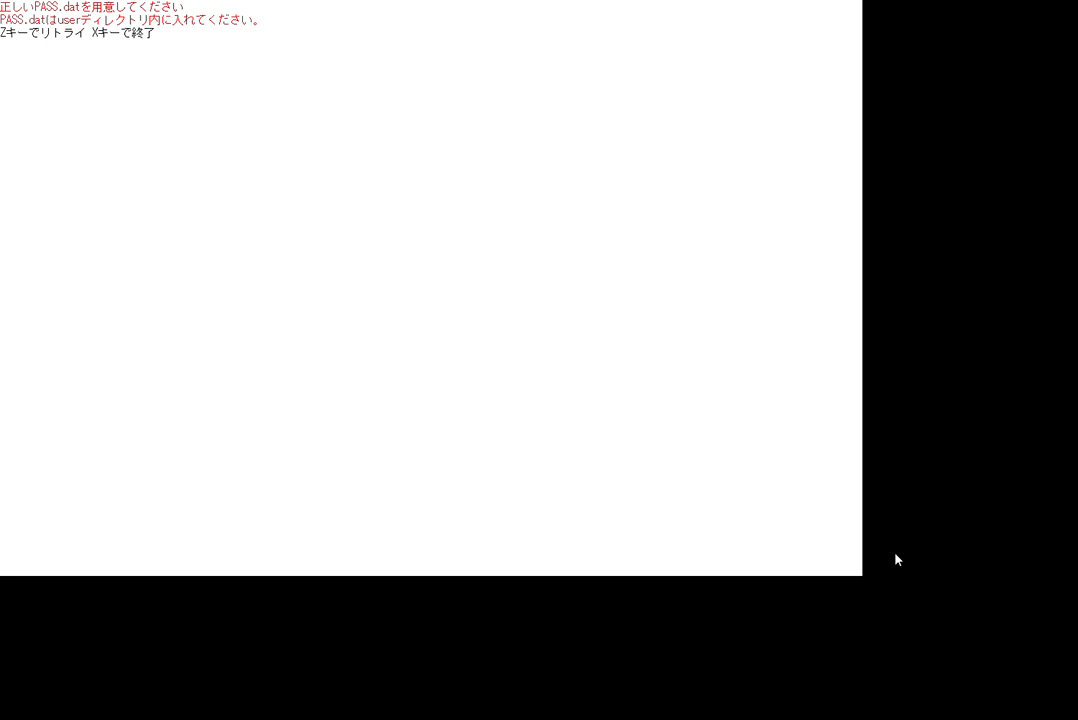 正しいPASS.datを用意してください
PASS.datはuserディレクトリ内に入れてください。
Zキーでリトライ Xキーで終了